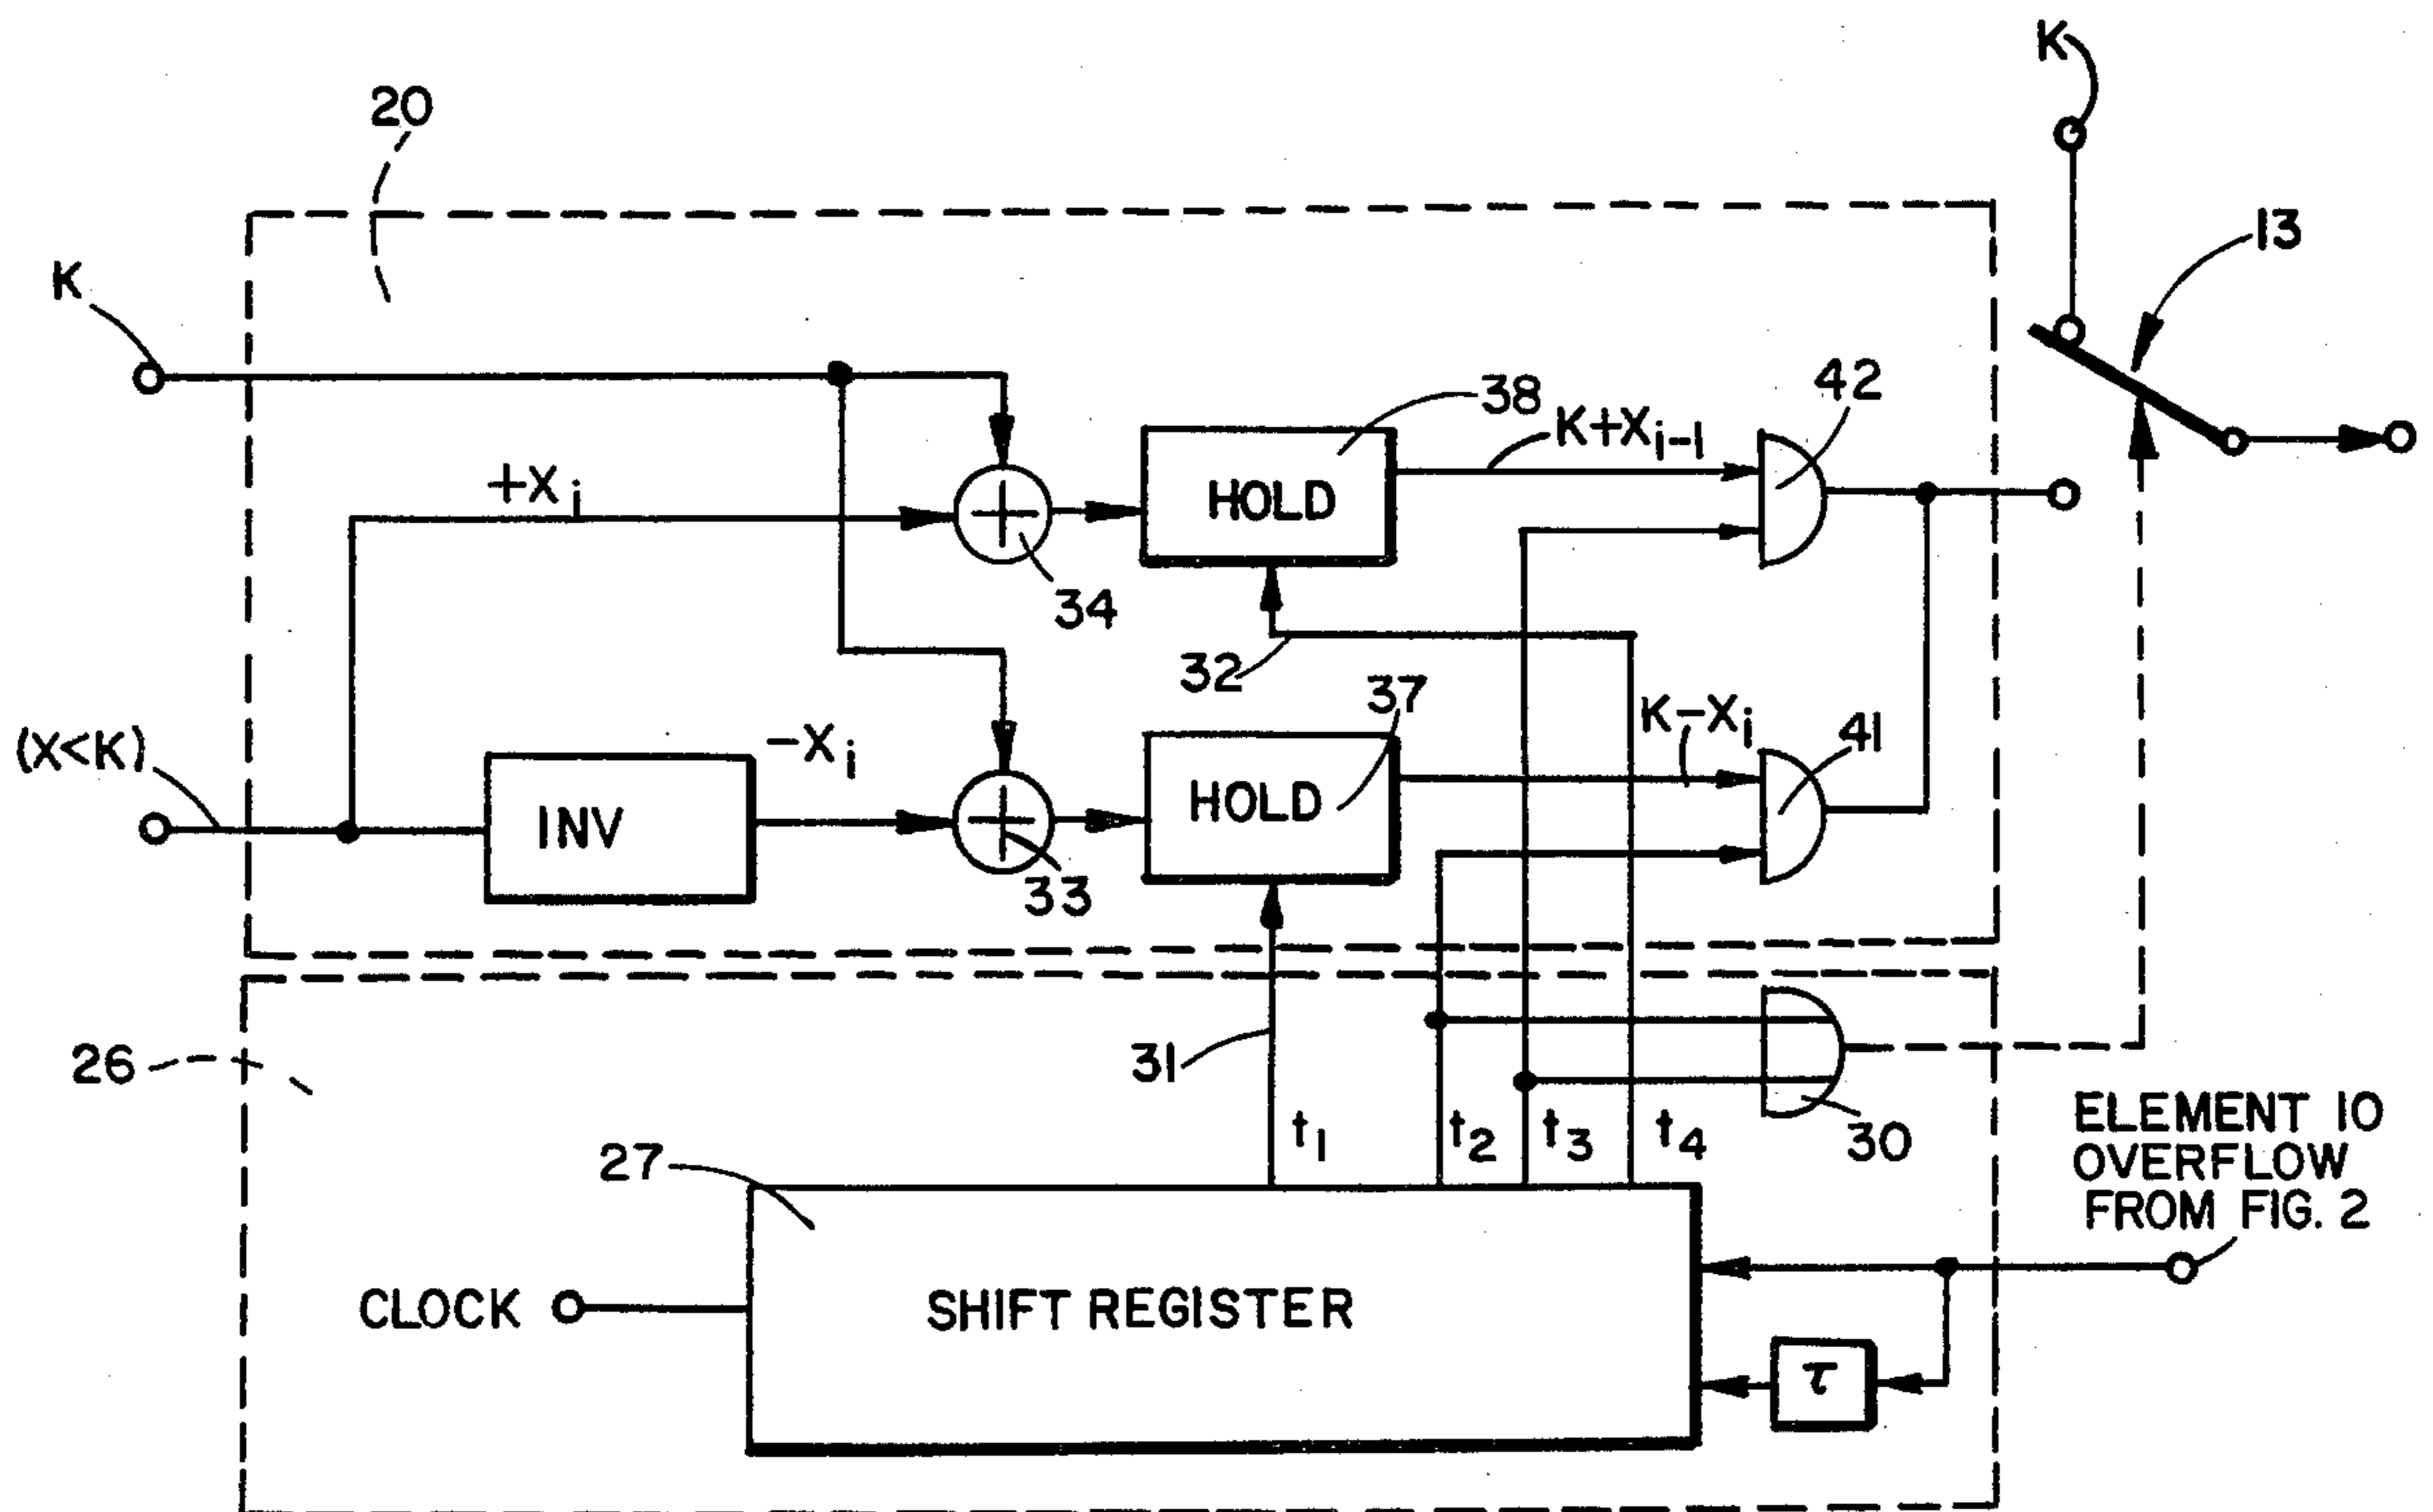 K
20
13
K
38
42
K+Xi-1
+Xi
HOLD
34
32
37
K-Xi
41
(X<K)
-Xi
INV
HOLD
33
26
31
t1
t2
t3
t4
30
ELEMENT 10
OVERFLOW
FROM FIG. 2
27
CLOCK
SHIFT REGISTER
τ